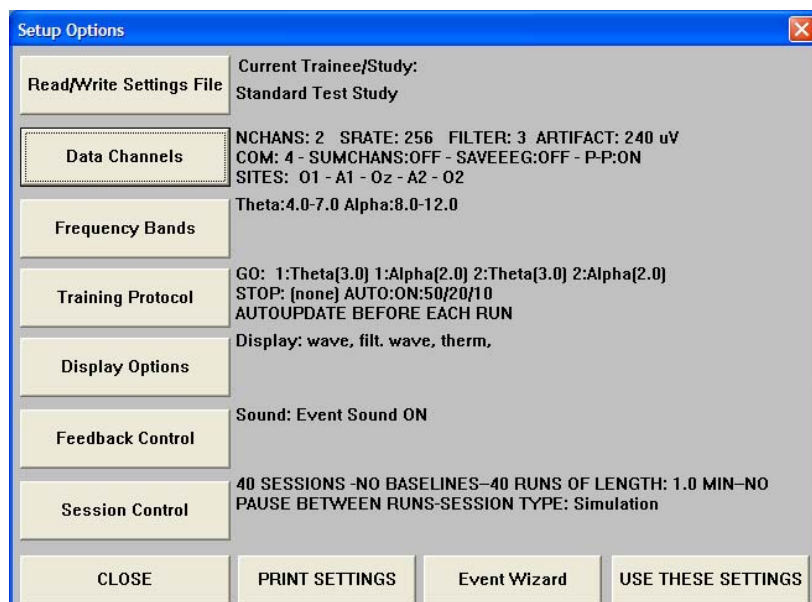 Setup Options
Read/Write Settings File
Current Trainee/Study:
Standard Test Study
Data Channels
NCHANS: 2 SRATE: 256 FILTER: 3 ARTIFACT: 240 uV
COM: 4 - SUMCHANS:OFF - SAVEEEG:OFF - P-P:ON
SITES: O1 - A1 - Oz - A2 - O2
Frequency Bands
Theta:4.0-7.0 Alpha:8.0-12.0
Training Protocol
GO: 1:Theta(3.0) 1:Alpha(2.0) 2:Theta(3.0) 2:Alpha(2.0)
STOP: (none) AUTO:ON:50/20/10
AUTOUPDATE BEFORE EACH RUN
Display Options
Display: wave, filt. wave, therm,
Feedback Control
Sound: Event Sound ON
Session Control
40 SESSIONS -NO BASELINES--40 RUNS OF LENGTH: 1.0 MIN--NO
PAUSE BETWEEN RUNS-SESSION TYPE: Simulation
CLOSE
PRINT SETTINGS
Event Wizard
USE THESE SETTINGS